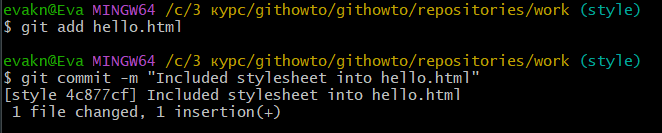 evakn@Eva MINGW64 /c/3 курс/githowto/githowto/repositories/work (style)
$ git add hello.html
evakn@Eva MINGW64 /c/3 курс/githowto/githowto/repositories/work (style)
$ git commit -m "Included stylesheet into hello.html"
[style 4c877cf] Included stylesheet into hello.html
 1 file changed, 1 insertion(+)